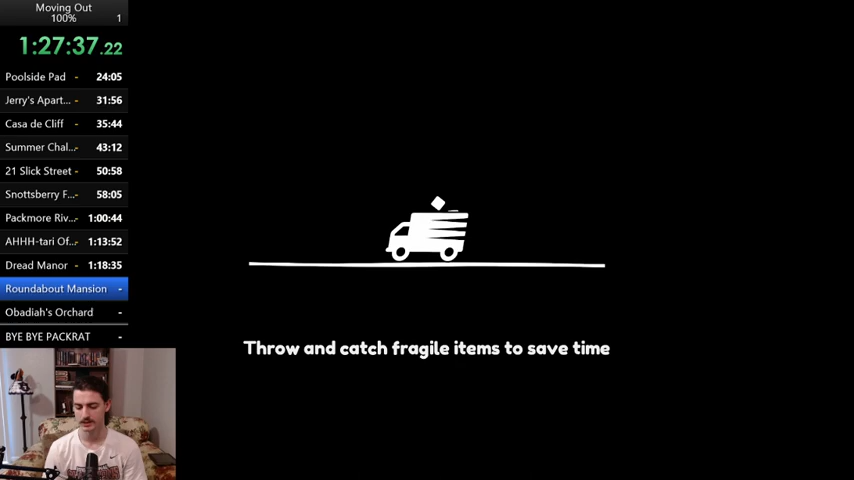 Moving Out
100% 1
1:27:37.22
Poolside Pad - 24:05
Jerry's Apart... - 31:56
Casa de Cliff - 35:44
Summer Chal... - 43:12
21 Slick Street - 50:58
Snottsberry F... - 58:05
Packmore Riv... - 1:00:44
AHHH-tari Of... - 1:13:52
Dread Manor - 1:18:35
Roundabout Mansion -
Obadiah's Orchard -
BYE BYE PACKRAT -
Throw and catch fragile items to save time